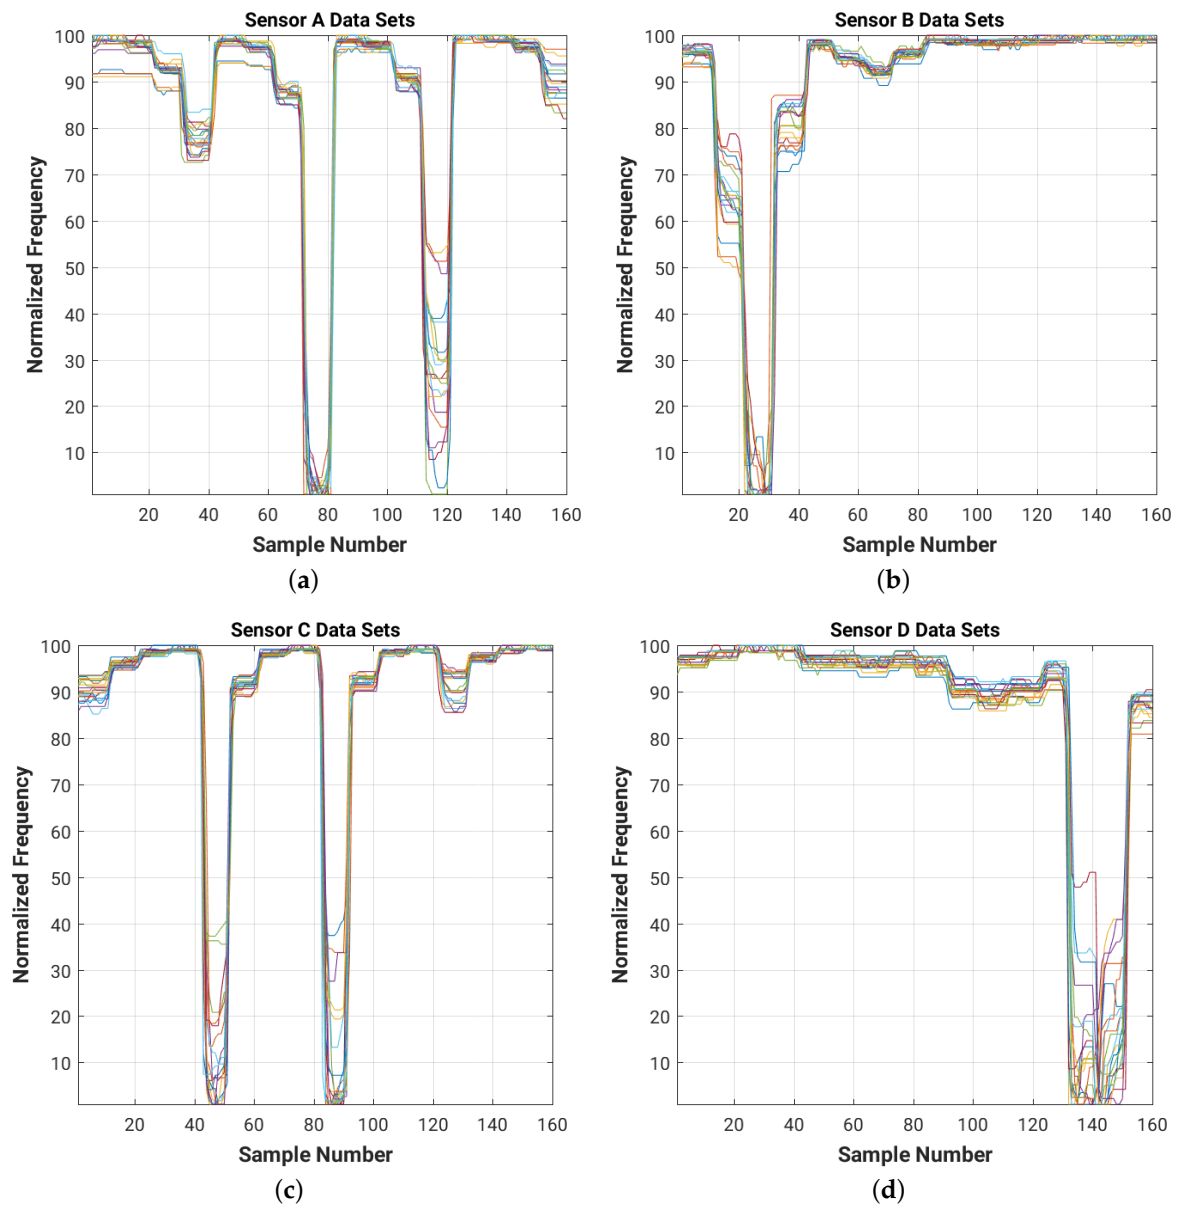 Sensor A Data Sets
100
90
80
70
60
50
40
30
20
10
Normalized Frequency
20 40 60 80 100 120 140 160
Sample Number
(a)
Sensor B Data Sets
100
90
80
70
60
50
40
30
20
10
Normalized Frequency
20 40 60 80 100 120 140 160
Sample Number
(b)
Sensor C Data Sets
100
90
80
70
60
50
40
30
20
10
Normalized Frequency
20 40 60 80 100 120 140 160
Sample Number
(c)
Sensor D Data Sets
100
90
80
70
60
50
40
30
20
10
Normalized Frequency
20 40 60 80 100 120 140 160
Sample Number
(d)